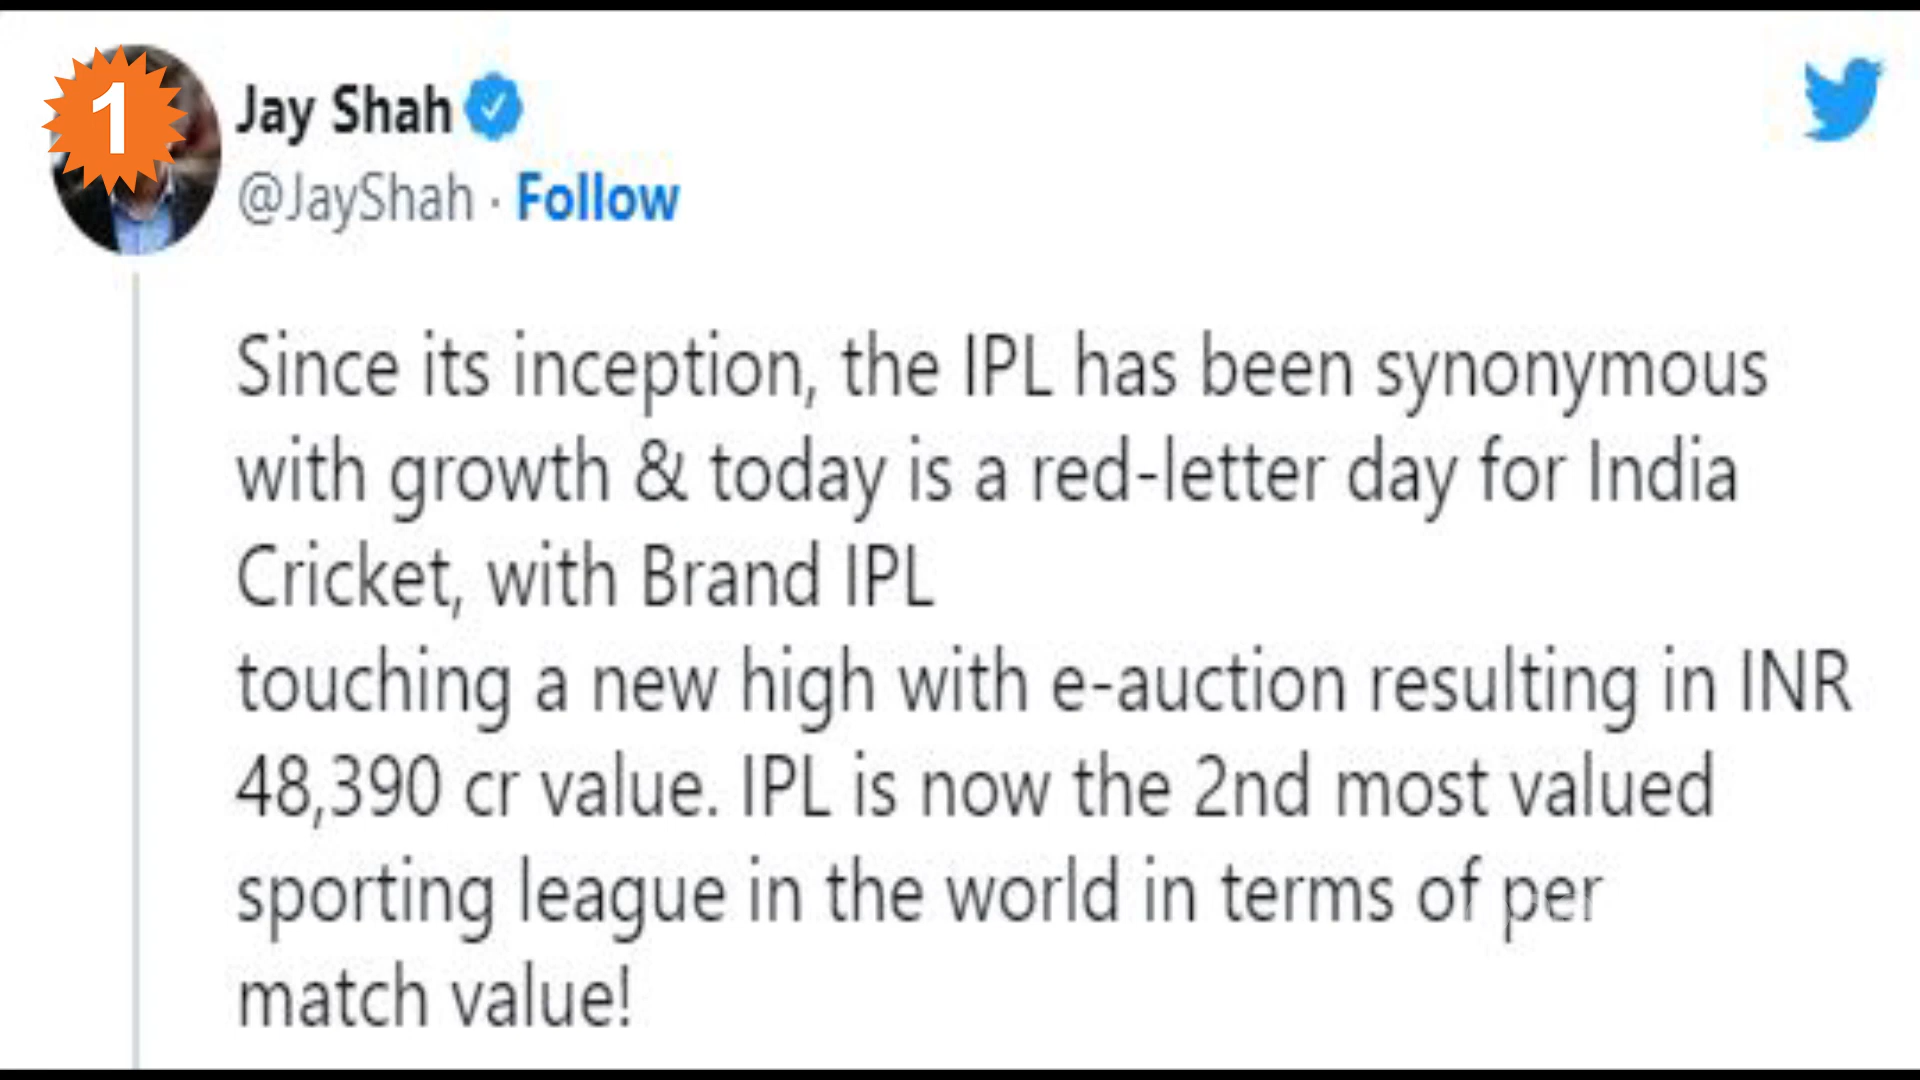 1
Jay Shah
@JayShah · Follow
Since its inception, the IPL has been synonymous
with growth & today is a red-letter day for India
Cricket, with Brand IPL
touching a new high with e-auction resulting in INR
48,390 cr value. IPL is now the 2nd most valued
sporting league in the world in terms of per
match value!